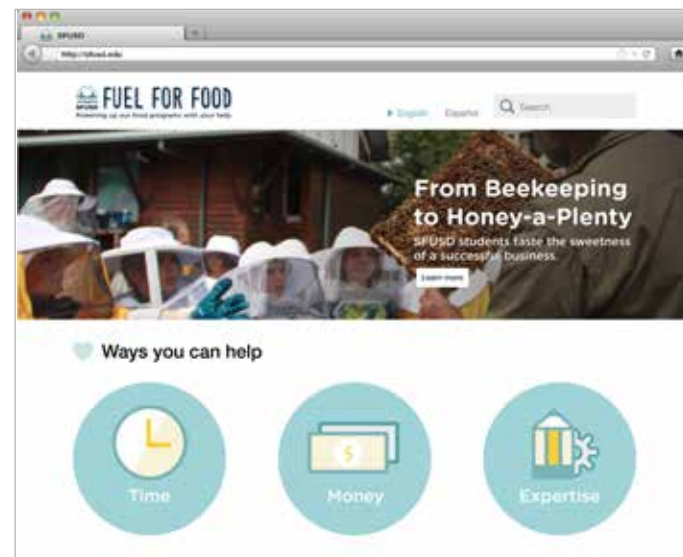 SFUSD
http://sfusd.edu
SFUSD
FUEL FOR FOOD
Powering up our food programs with your help
English Español Search
From Beekeeping
to Honey-a-Plenty
SFUSD students taste the sweetness
of a successful business.
Learn more
Ways you can help
$
Time Money Expertise